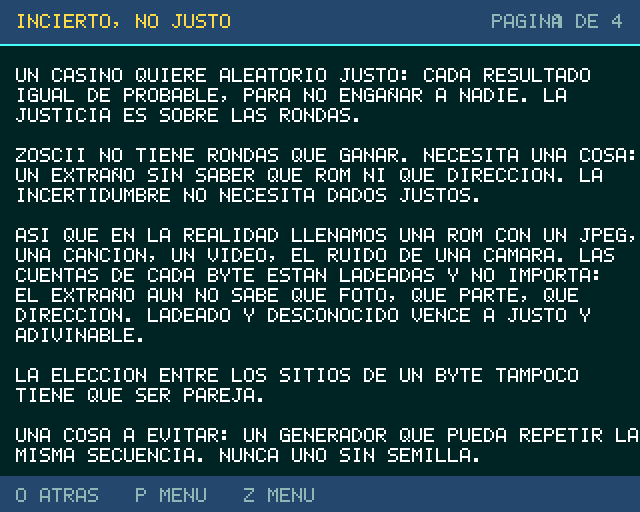 INCIERTO, NO JUSTO
PAGINA DE 4
UN CASINO QUIERE ALEATORIO JUSTO: CADA RESULTADO
IGUAL DE PROBABLE, PARA NO ENGAÑAR A NADIE. LA
JUSTICIA ES SOBRE LAS RONDAS.
ZOSCII NO TIENE RONDAS QUE GANAR. NECESITA UNA COSA:
UN EXTRAÑO SIN SABER QUE ROM NI QUE DIRECCION. LA
INCERTIDUMBRE NO NECESITA DADOS JUSTOS.
ASI QUE EN LA REALIDAD LLENAMOS UNA ROM CON UN JPEG,
UNA CANCION, UN VIDEO, EL RUIDO DE UNA CAMARA. LAS
CUENTAS DE CADA BYTE ESTAN LADEADAS Y NO IMPORTA:
EL EXTRAÑO AUN NO SABE QUE FOTO, QUE PARTE, QUE
DIRECCION. LADEADO Y DESCONOCIDO VENCE A JUSTO Y
ADIVINABLE.
LA ELECCION ENTRE LOS SITIOS DE UN BYTE TAMPOCO
TIENE QUE SER PAREJA.
UNA COSA A EVITAR: UN GENERADOR QUE PUEDA REPETIR LA
MISMA SECUENCIA. NUNCA UNO SIN SEMILLA.
O ATRAS P MENU Z MENU